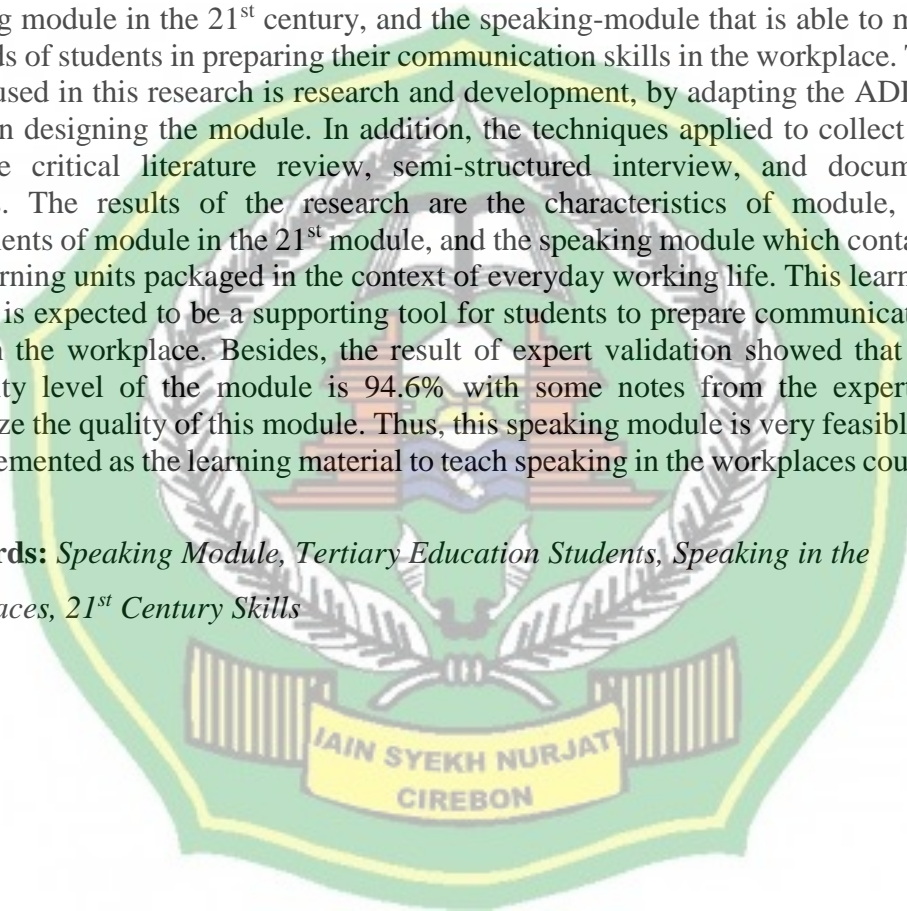 g module in the 21st century, and the speaking-module that is able to m
ls of students in preparing their communication skills in the workplace.
used in this research is research and development, by adapting the
n designing the module. In addition, the techniques applied to collect
e critical literature review, semi-structured interview, and docum
. The results of the research are the characteristics of module,
nents of module in the 21st module, and the speaking module which conta
rning units packaged in the context of everyday working life. This learn
is expected to be a supporting tool for students to prepare communicat
n the workplace. Besides, the result of expert validation showed that
ity level of the module is 94.6% with some notes from the exper
ze the quality of this module. Thus, this speaking module is very feasibl
emented as the learning material to teach speaking in the workplaces cou
rds: Speaking Module, Tertiary Education Students, Speaking in the
aces, 21st Century Skills
IAIN SYEKH NURJATI
CIREBON